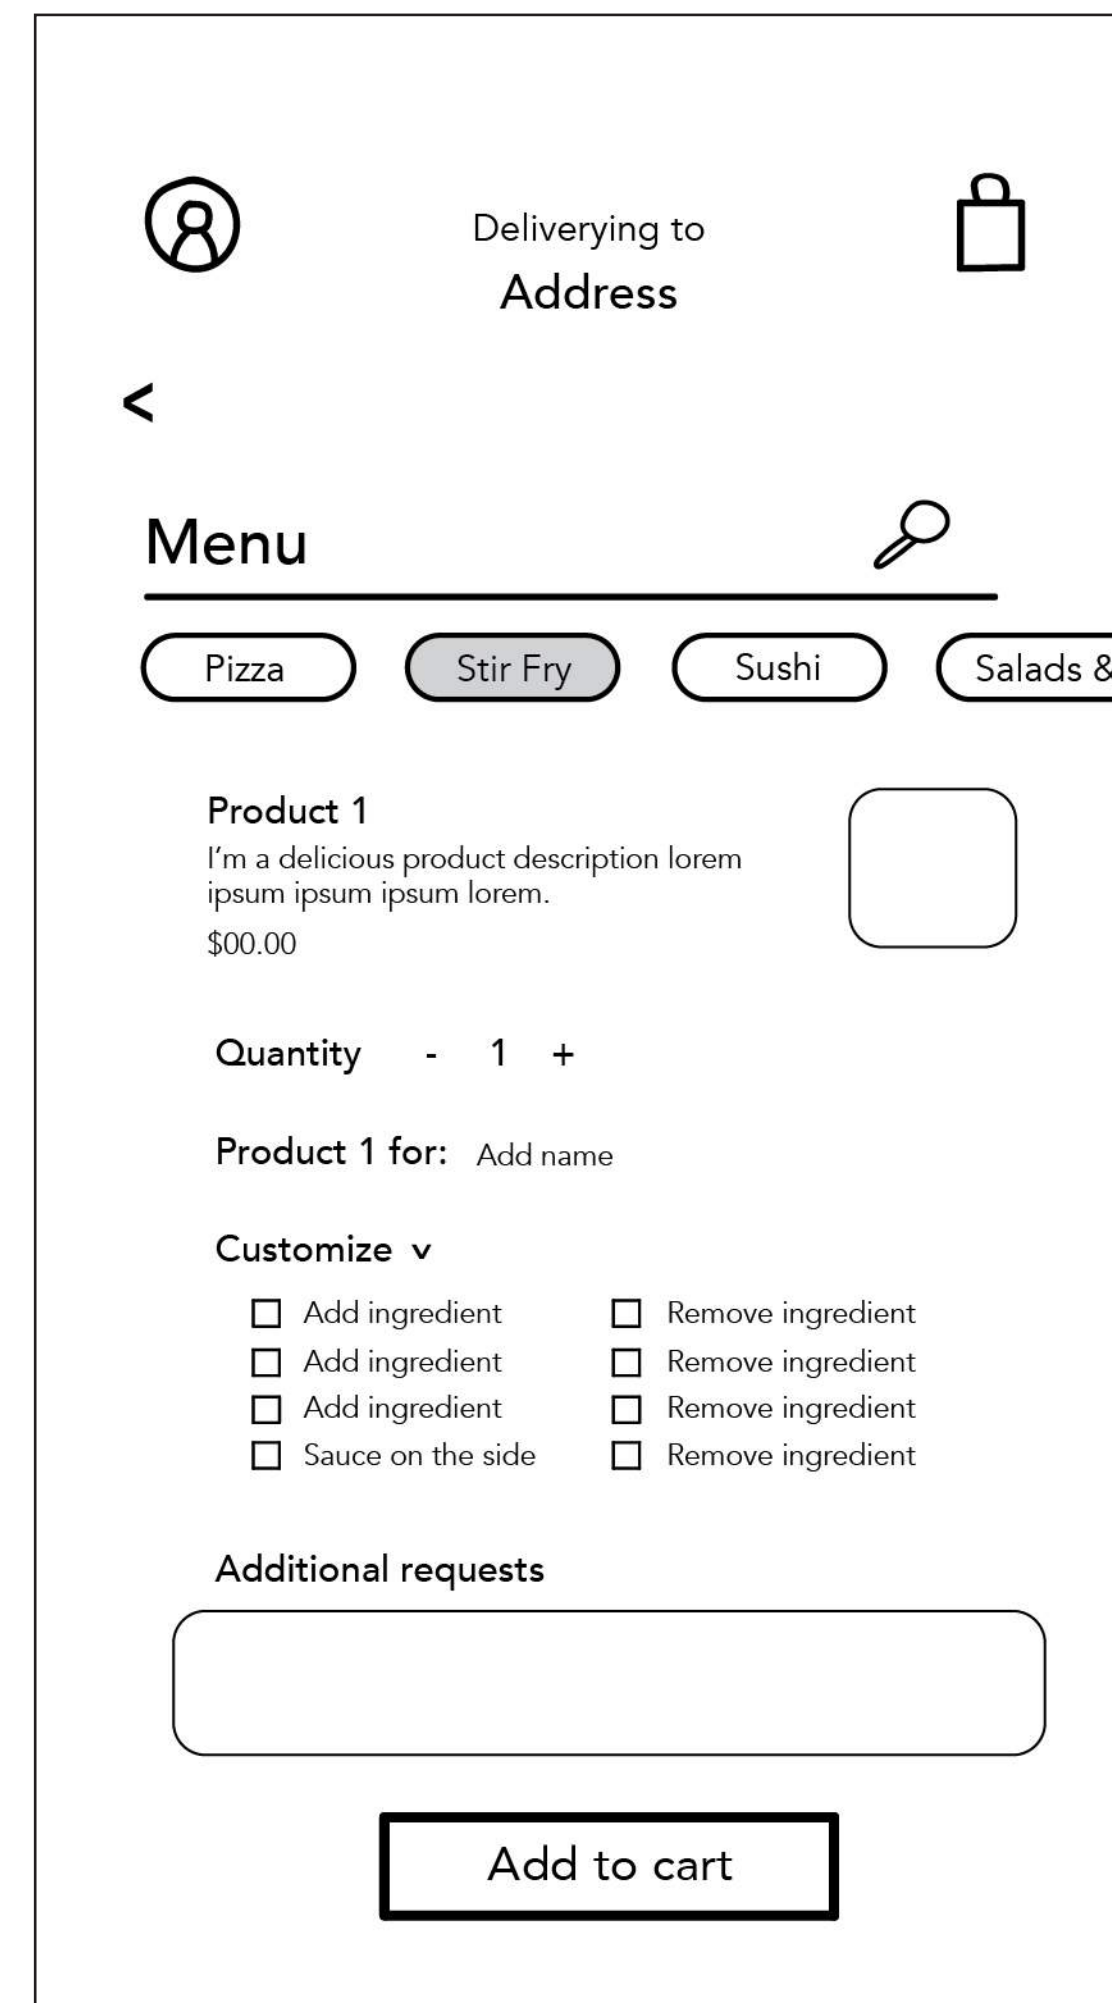 Deliverying to
Address
<
Menu
Pizza
Stir Fry
Sushi
Salads &
Product 1
I'm a delicious product description lorem
ipsum ipsum ipsum lorem.
$00.00
Quantity - 1 +
Product 1 for: Add name
Customize v
Add ingredient
Remove ingredient
Add ingredient
Remove ingredient
Add ingredient
Remove ingredient
Sauce on the side
Remove ingredient
Additional requests
Add to cart